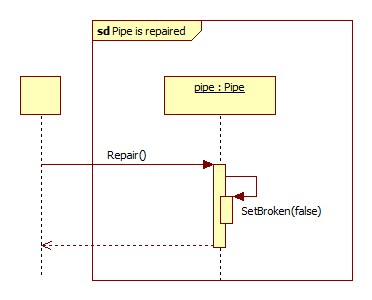 sd Pipe is repaired
pipe : Pipe
Repair()
SetBroken(false)